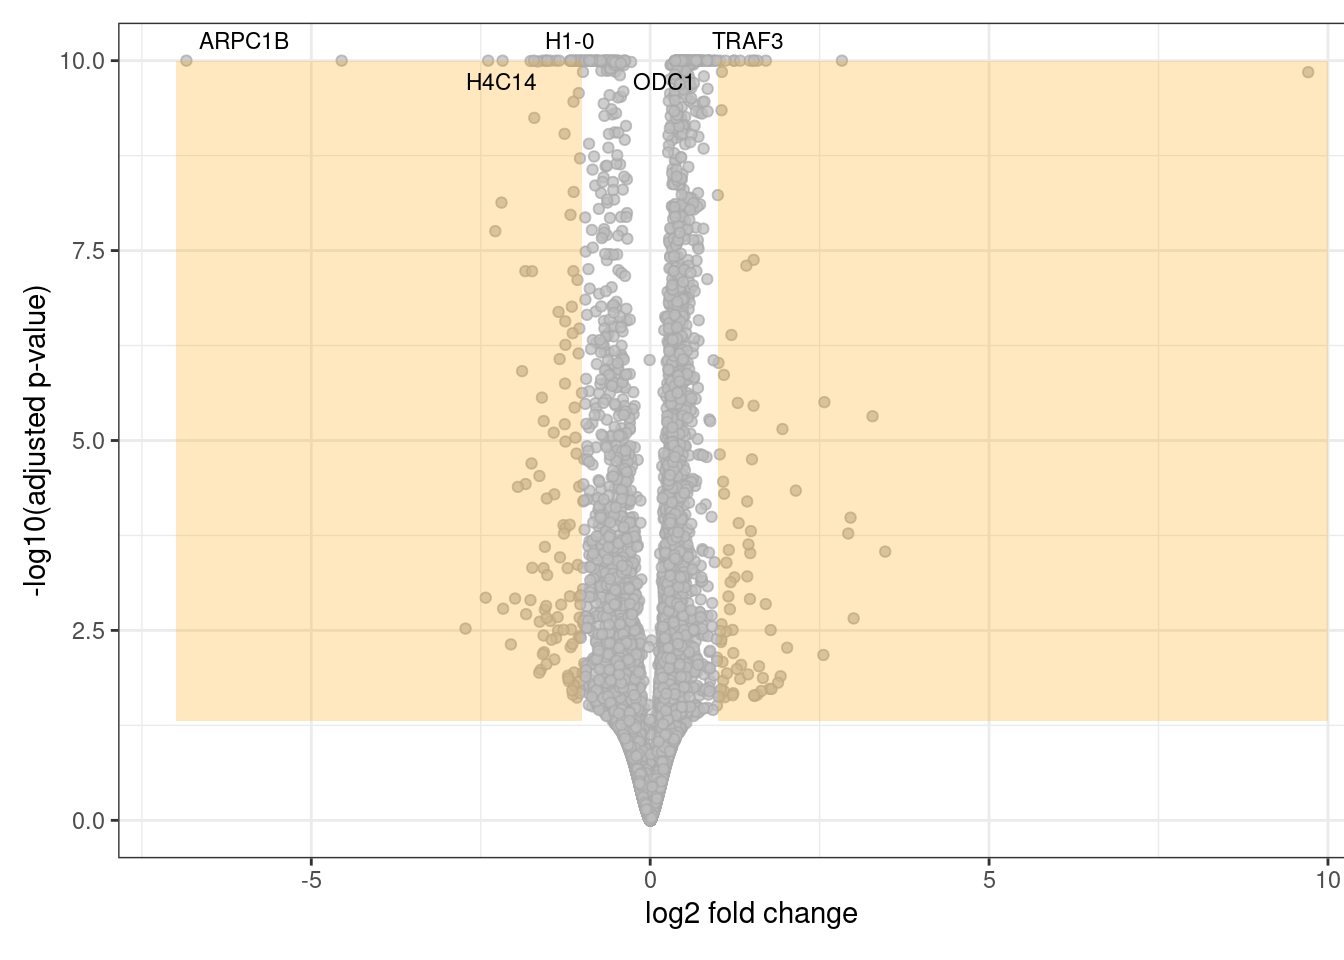 ARPC1B
H1-0
TRAF3
H4C14
ODC1
10.0
7.5
5.0
2.5
0.0
-log10(adjusted p-value)
-5
0
5
10
log2 fold change